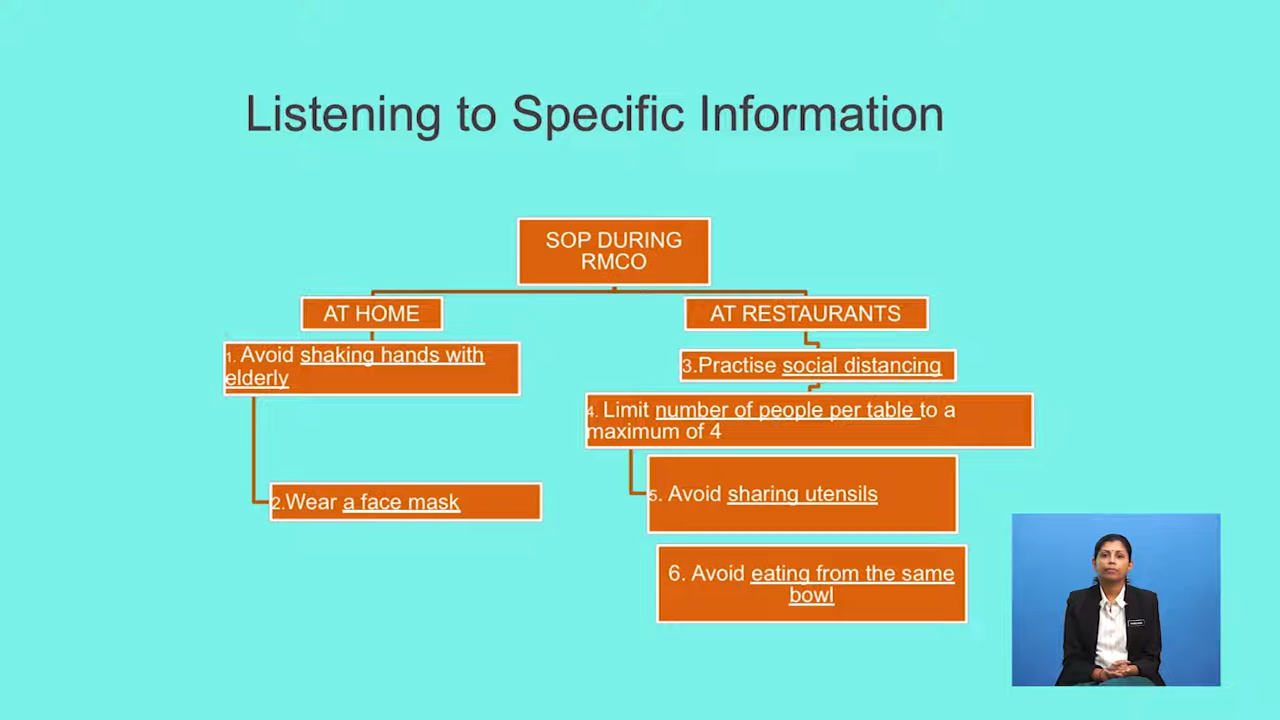 Listening to Specific Information
SOP DURING
RMCO
AT HOME
1. Avoid shaking hands with
elderly
2.Wear a face mask
AT RESTAURANTS
3.Practise social distancing
4. Limit number of people per table to a
maximum of 4
5. Avoid sharing utensils
6. Avoid eating from the same
bowl